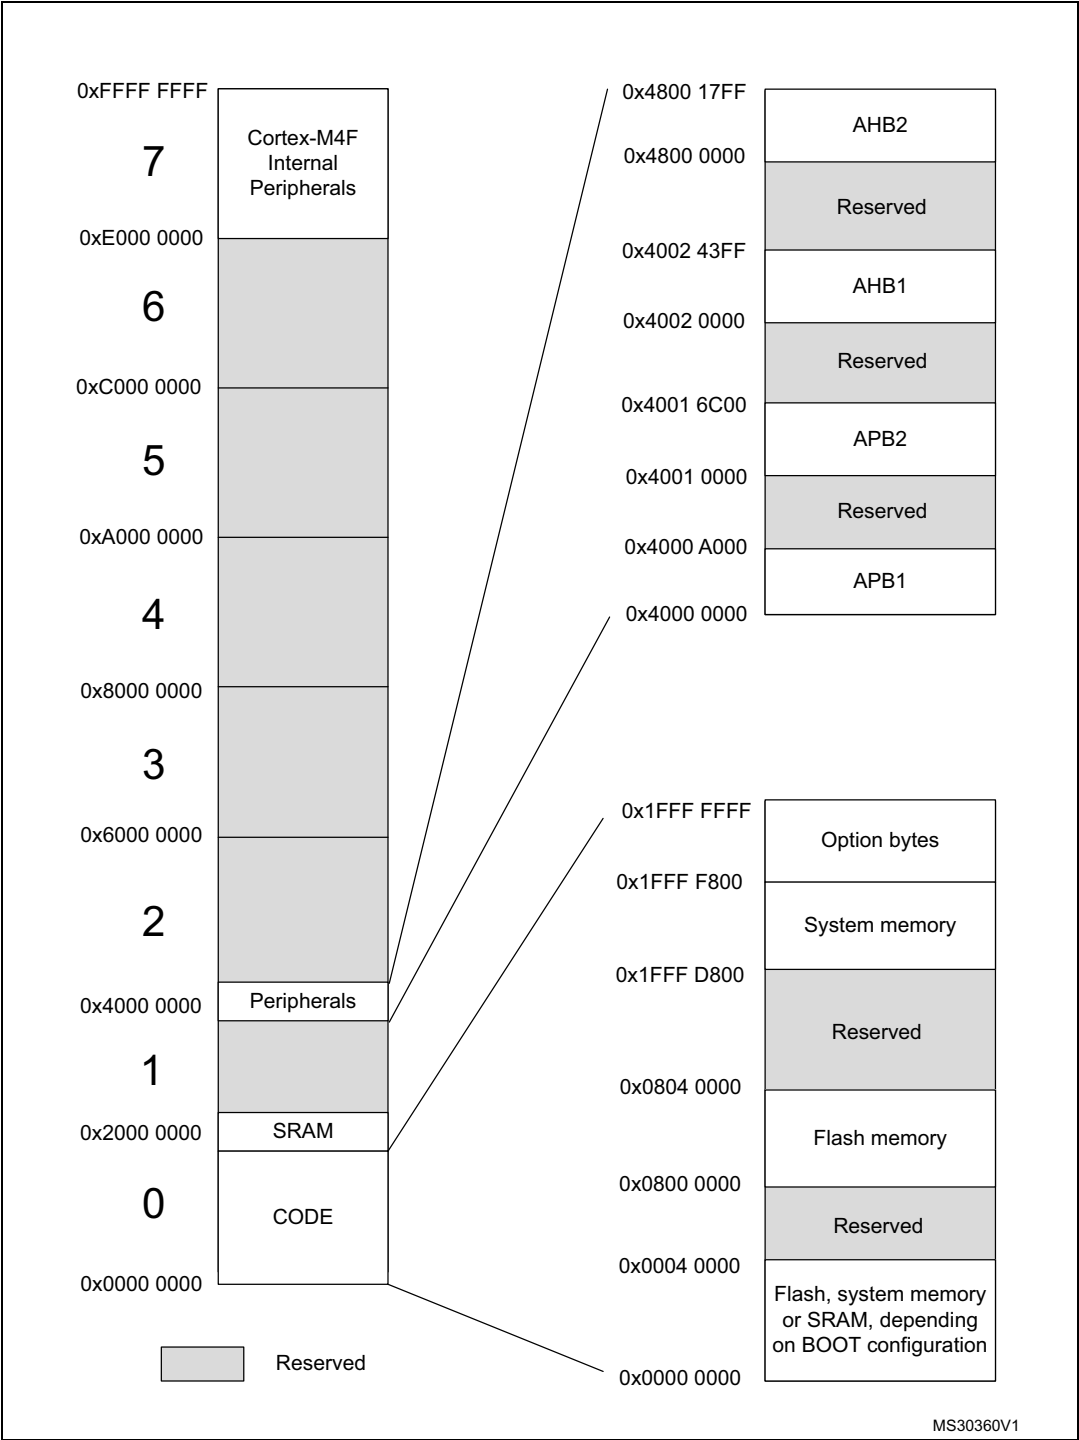 0xFFFF FFFF
7
Cortex-M4F
Internal
Peripherals
0xE000 0000
6
0xC000 0000
5
0xA000 0000
4
0x8000 0000
3
0x6000 0000
2
0x4000 0000
Peripherals
1
0x2000 0000
SRAM
0
CODE
0x0000 0000
Reserved
0x4800 17FF
AHB2
0x4800 0000
Reserved
0x4002 43FF
AHB1
0x4002 0000
Reserved
0x4001 6C00
APB2
0x4001 0000
Reserved
0x4000 A000
APB1
0x4000 0000
0x1FFF FFFF
Option bytes
0x1FFF F800
System memory
0x1FFF D800
Reserved
0x0804 0000
Flash memory
0x0800 0000
Reserved
0x0004 0000
Flash, system memory
or SRAM, depending
on BOOT configuration
0x0000 0000
MS30360V1